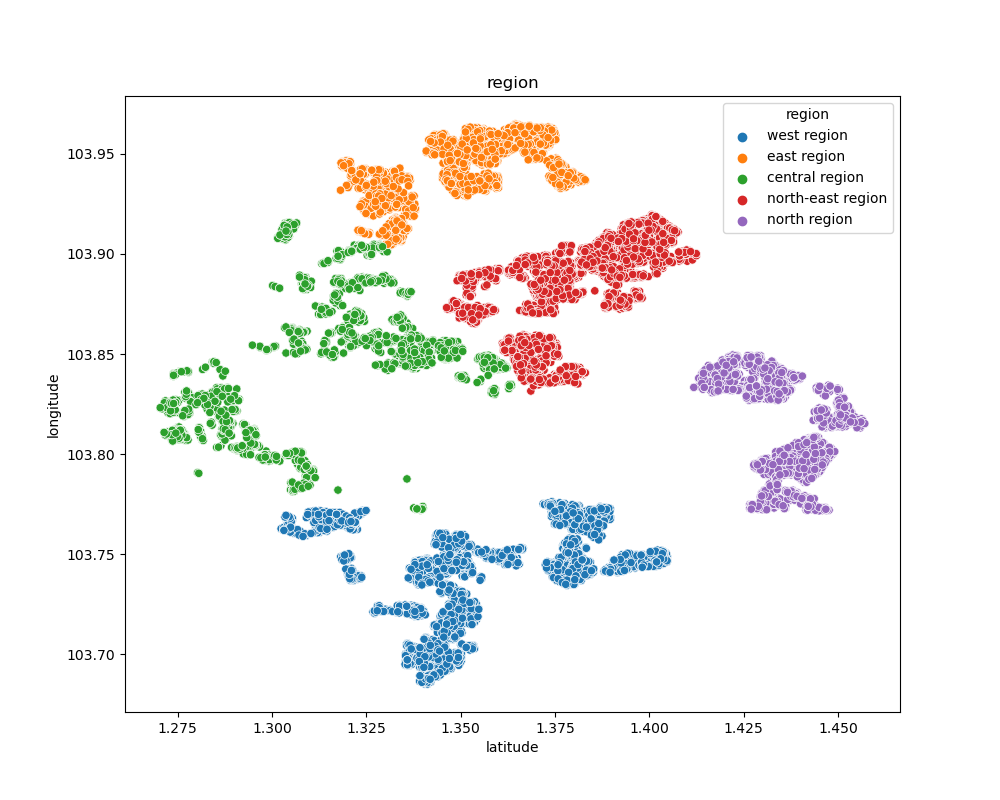 region
region
west region
east region
central region
north-east region
north region
longitude
103.95
103.90
103.85
103.80
103.75
103.70
1.275 1.300 1.325 1.350 1.375 1.400 1.425 1.450
latitude